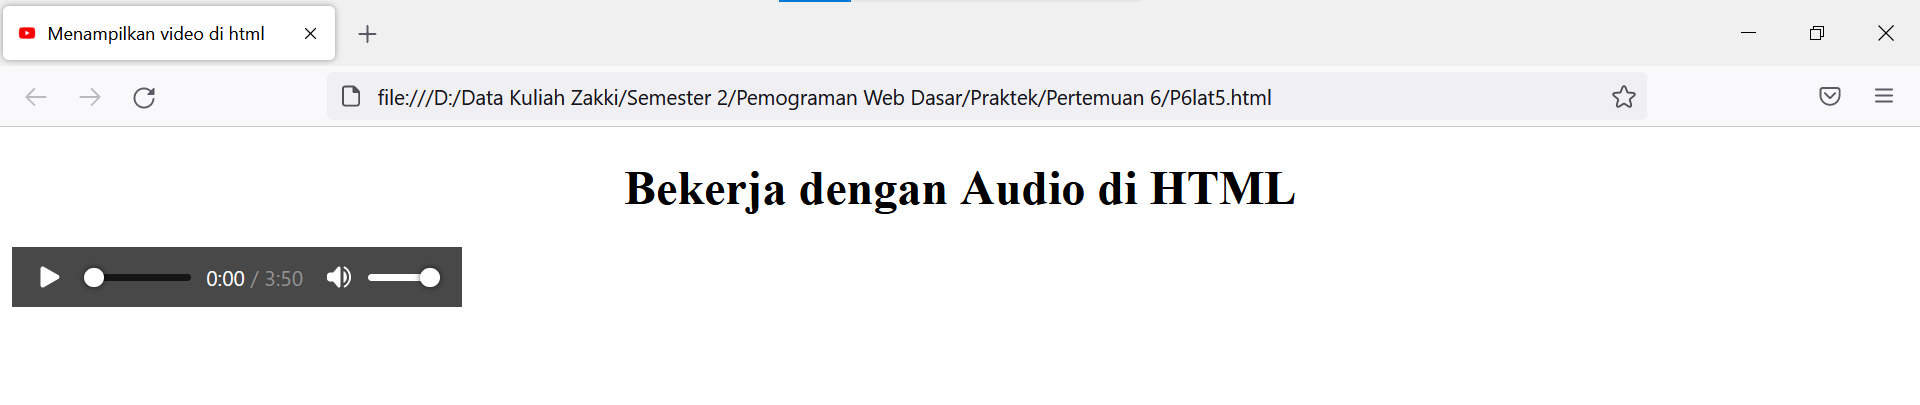 Menampilkan video di html
file:///D:/Data Kuliah Zakki/Semester 2/Pemograman Web Dasar/Praktek/Pertemuan 6/P6lat5.html
Bekerja dengan Audio di HTML
0:00 / 3:50